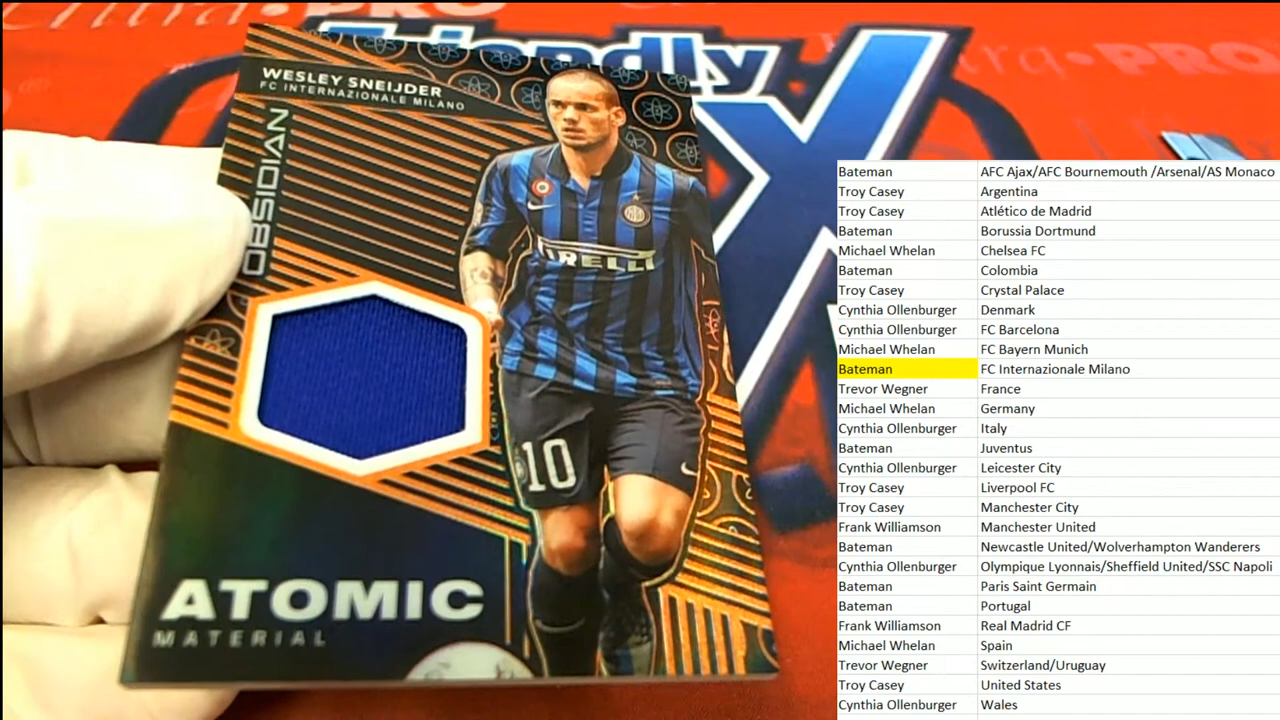 Ultra•PRO
Friendly
X
Ultra•PRO
WESLEY SNEIJDER
FC INTERNAZIONALE MILANO
OBSIDIAN
PIRELLI
10
ATOMIC
MATERIAL
Bateman AFC Ajax/AFC Bournemouth /Arsenal/AS Monaco
Troy Casey Argentina
Troy Casey Atlético de Madrid
Bateman Borussia Dortmund
Michael Whelan Chelsea FC
Bateman Colombia
Troy Casey Crystal Palace
Cynthia Ollenburger Denmark
Cynthia Ollenburger FC Barcelona
Michael Whelan FC Bayern Munich
Bateman FC Internazionale Milano
Trevor Wegner France
Michael Whelan Germany
Cynthia Ollenburger Italy
Bateman Juventus
Cynthia Ollenburger Leicester City
Troy Casey Liverpool FC
Troy Casey Manchester City
Frank Williamson Manchester United
Bateman Newcastle United/Wolverhampton Wanderers
Cynthia Ollenburger Olympique Lyonnais/Sheffield United/SSC Napoli
Bateman Paris Saint Germain
Bateman Portugal
Frank Williamson Real Madrid CF
Michael Whelan Spain
Trevor Wegner Switzerland/Uruguay
Troy Casey United States
Cynthia Ollenburger Wales